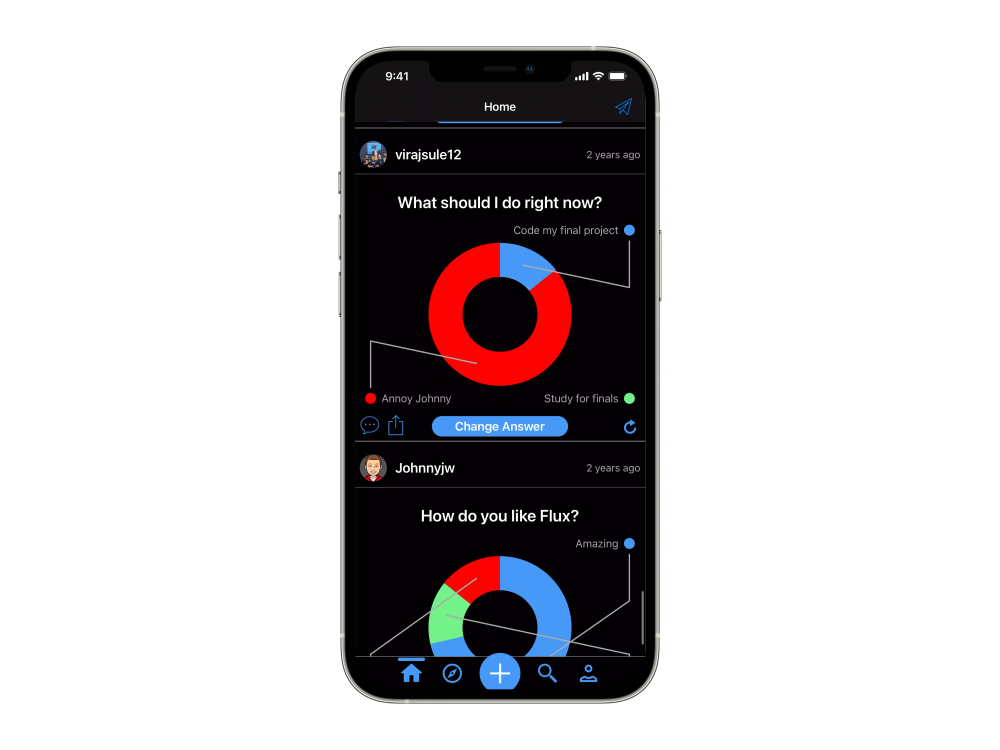 9:41
Home
virajsule12
2 years ago
What should I do right now?
Code my final project
Annoy Johnny
Study for finals
Change Answer
Johnnyjw
2 years ago
How do you like Flux?
Amazing